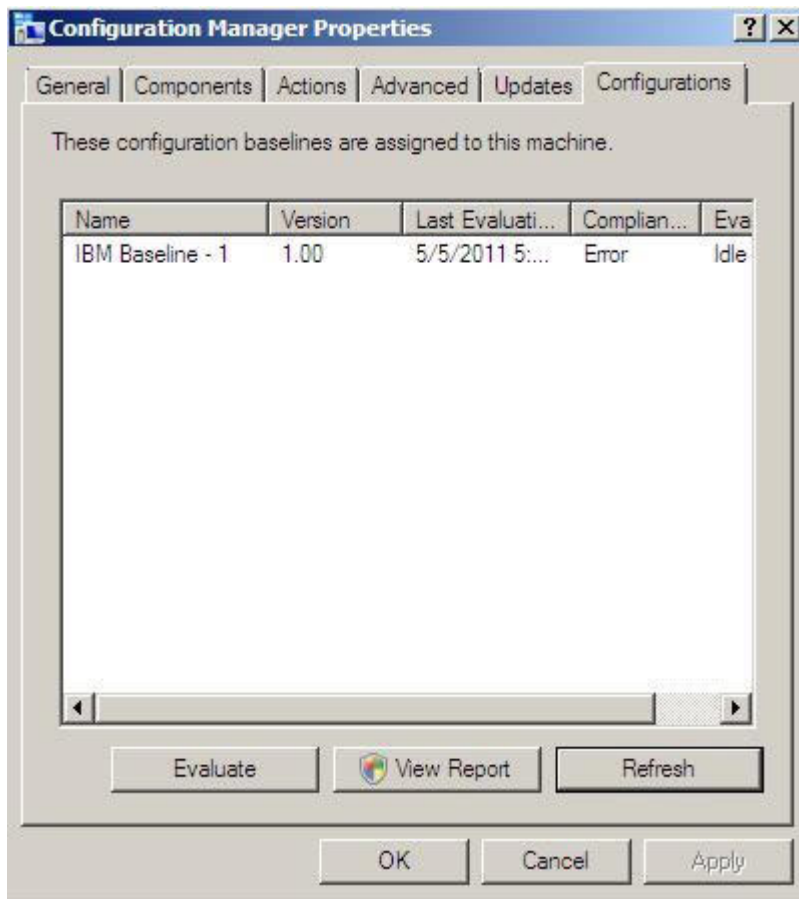 Configuration Manager Properties
General Components Actions Advanced Updates Configurations
These configuration baselines are assigned to this machine.
Name Version Last Evaluati... Complian... Eva
IBM Baseline - 1 1.00 5/5/2011 5:... Error Idle
Evaluate View Report Refresh
OK Cancel Apply